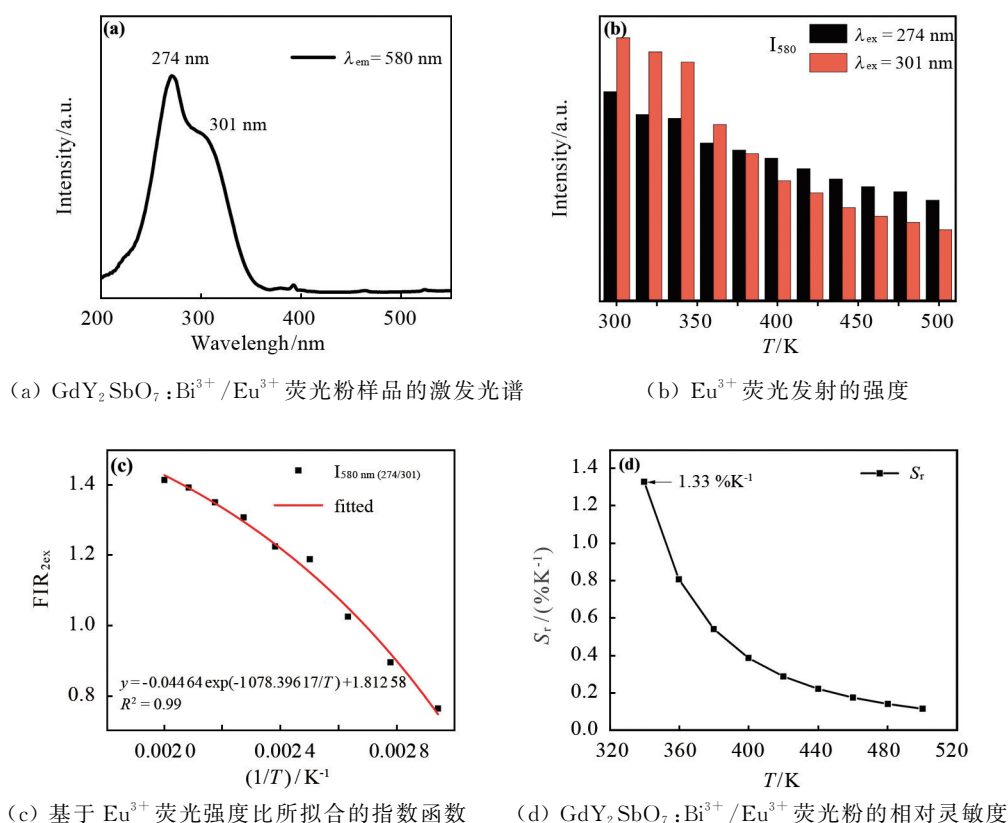 (a)
274 nm
301 nm
λem = 580 nm
Intensity/a.u.
200 300 400 500
Wavelengh/nm
(a) GdY₂SbO₇:Bi³⁺/Eu³⁺荧光粉样品的激发光谱
(b)
I₅₈₀
λex = 274 nm
λex = 301 nm
Intensity/a.u.
300 350 400 450 500
T/K
(b) Eu³⁺荧光发射的强度
(c)
I580 nm (274/301)
fitted
1.4
1.2
1.0
0.8
FIR2ex
y=-0.04464exp(-1078.39617/T)+1.81258
R² = 0.99
0.0020 0.0024 0.0028
(1/T)/K⁻¹
(c) 基于Eu³⁺荧光强度比所拟合的指数函数
(d)
Sr
1.33 %K⁻¹
1.4
1.2
1.0
0.8
0.6
0.4
0.2
0.0
Sr/(%K⁻¹)
320 360 400 440 480 520
T/K
(d) GdY₂SbO₇:Bi³⁺/Eu³⁺荧光粉的相对灵敏度